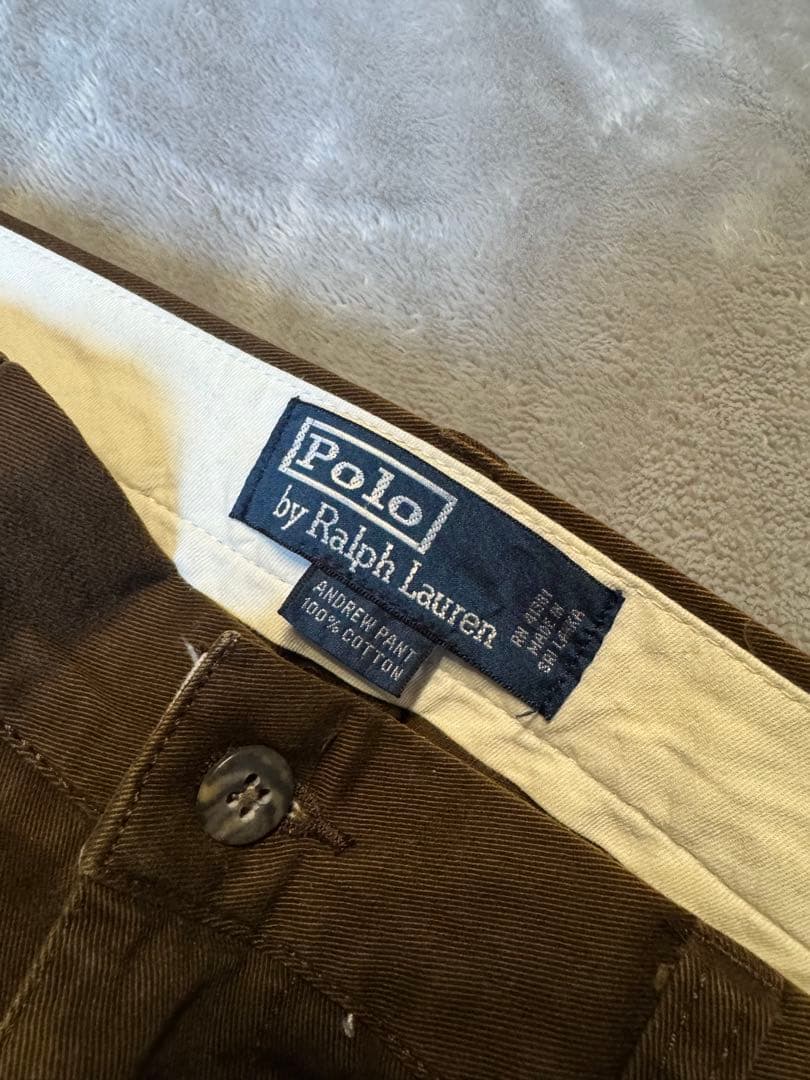 Polo
by Ralph Lauren
RN 41381
MADE IN
SRI LANKA
ANDREW PANT
100% COTTON